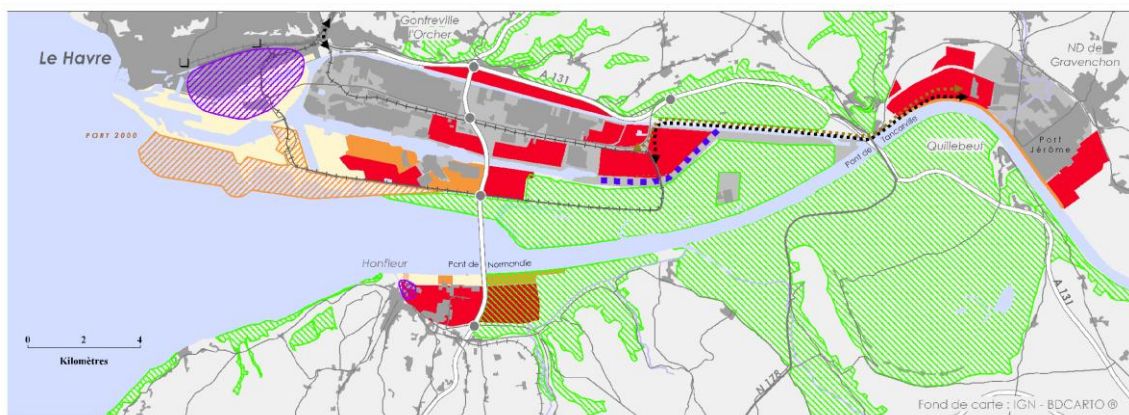 Gonfreville
l'Orcher
Le Havre
A 131
ND de
Gravenchon
PORT 2000
Port
Jérôme
Pont de Tancarville
Quillebeuf
Honfleur
Pont de Normandie
A 131
0 2 4
Kilomètres
N 178
Fond de carte : IGN - BDCARTO ®